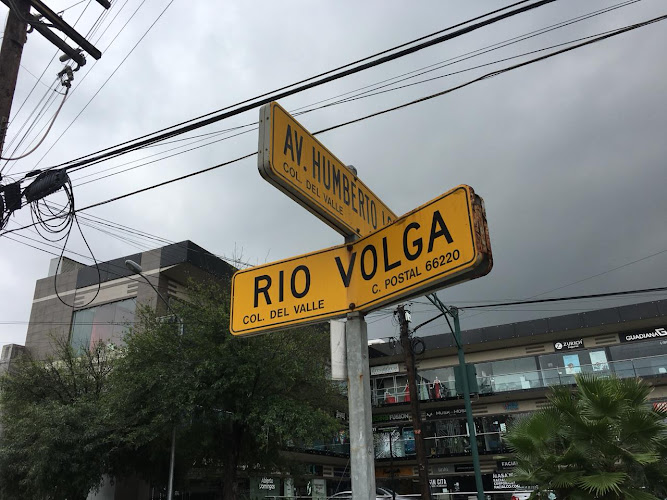 AV. HUMBERTO
COL. DEL VALLE
RIO VOLGA
COL. DEL VALLE
C. POSTAL 66220
ZURICH
GUADIANA